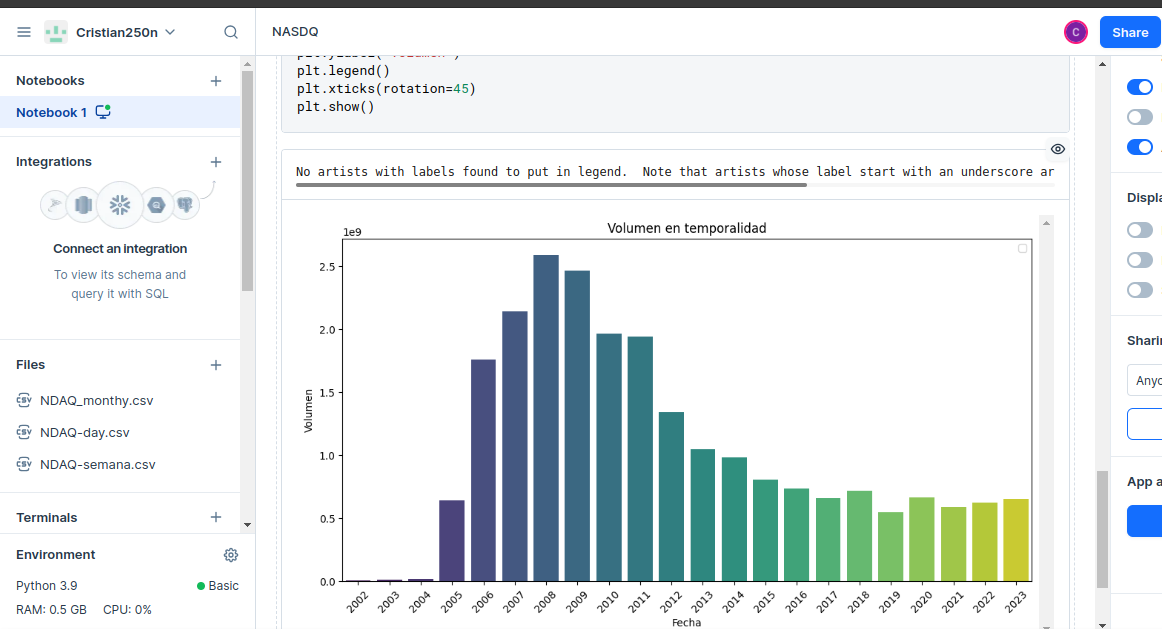 Cristian250n
NASDQ
C
Share
Notebooks
Notebook 1
Integrations
Connect an integration
To view its schema and
query it with SQL
Files
NDAQ_monthy.csv
NDAQ-day.csv
NDAQ-semana.csv
Terminals
Environment
Python 3.9
Basic
RAM: 0.5 GB CPU: 0%
plt.legend()
plt.xticks(rotation=45)
plt.show()
No artists with labels found to put in legend.  Note that artists whose label start with an underscore ar
Volumen en temporalidad
1e9
2.5
2.0
1.5
1.0
0.5
0.0
Volumen
2002 2003 2004 2005 2006 2007 2008 2009 2010 2011 2012 2013 2014 2015 2016 2017 2018 2019 2020 2021 2022 2023
Fecha
Displa
Sharin
Anyo
App a